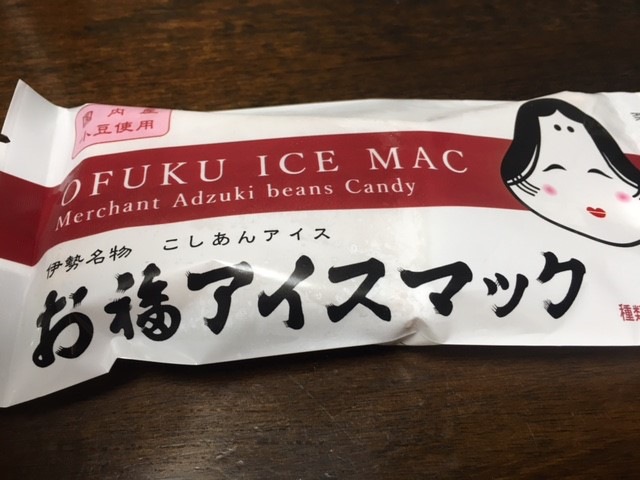 国内産
小豆使用
OFUKU ICE MAC
Merchant Adzuki beans Candy
伊勢名物 こしあんアイス
お福アイスマック
種類